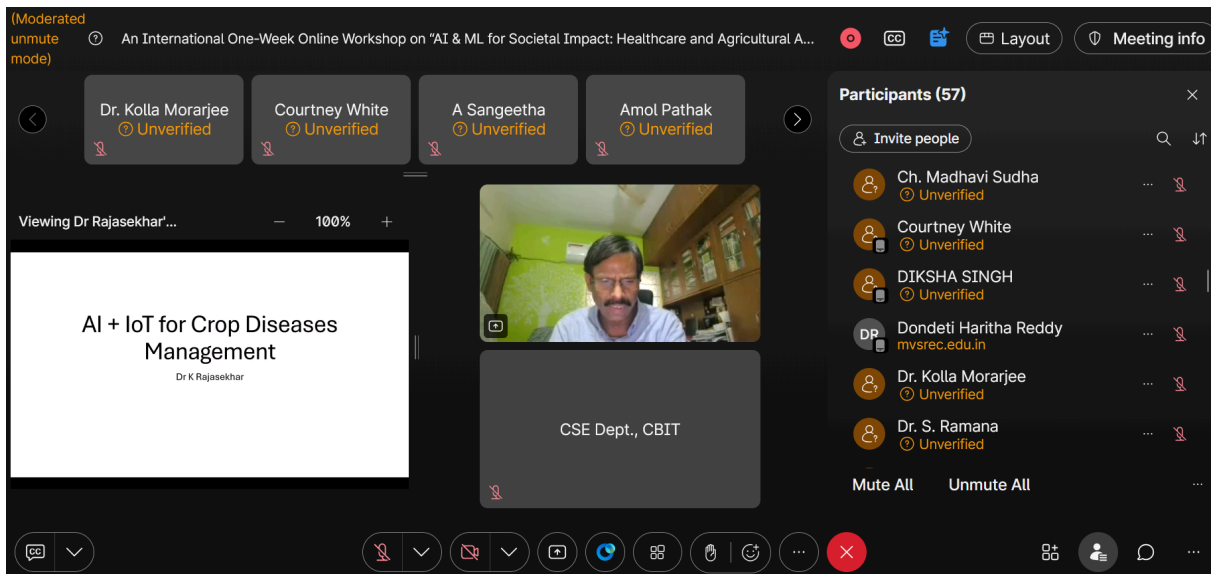 (Moderated
unmute
mode)
An International One-Week Online Workshop on “AI & ML for Societal Impact: Healthcare and Agricultural A...
CC
Layout
Meeting info
Dr. Kolla Morarjee
Unverified
Courtney White
Unverified
A Sangeetha
Unverified
Amol Pathak
Unverified
Viewing Dr Rajasekhar'...
100%
AI + IoT for Crop Diseases
Management
Dr K Rajasekhar
CSE Dept., CBIT
Participants (57)
Invite people
Ch. Madhavi Sudha
Unverified
Courtney White
Unverified
DIKSHA SINGH
Unverified
DR
Dondeti Haritha Reddy
mvsrec.edu.in
Dr. Kolla Morarjee
Unverified
Dr. S. Ramana
Unverified
Mute All
Unmute All
CC